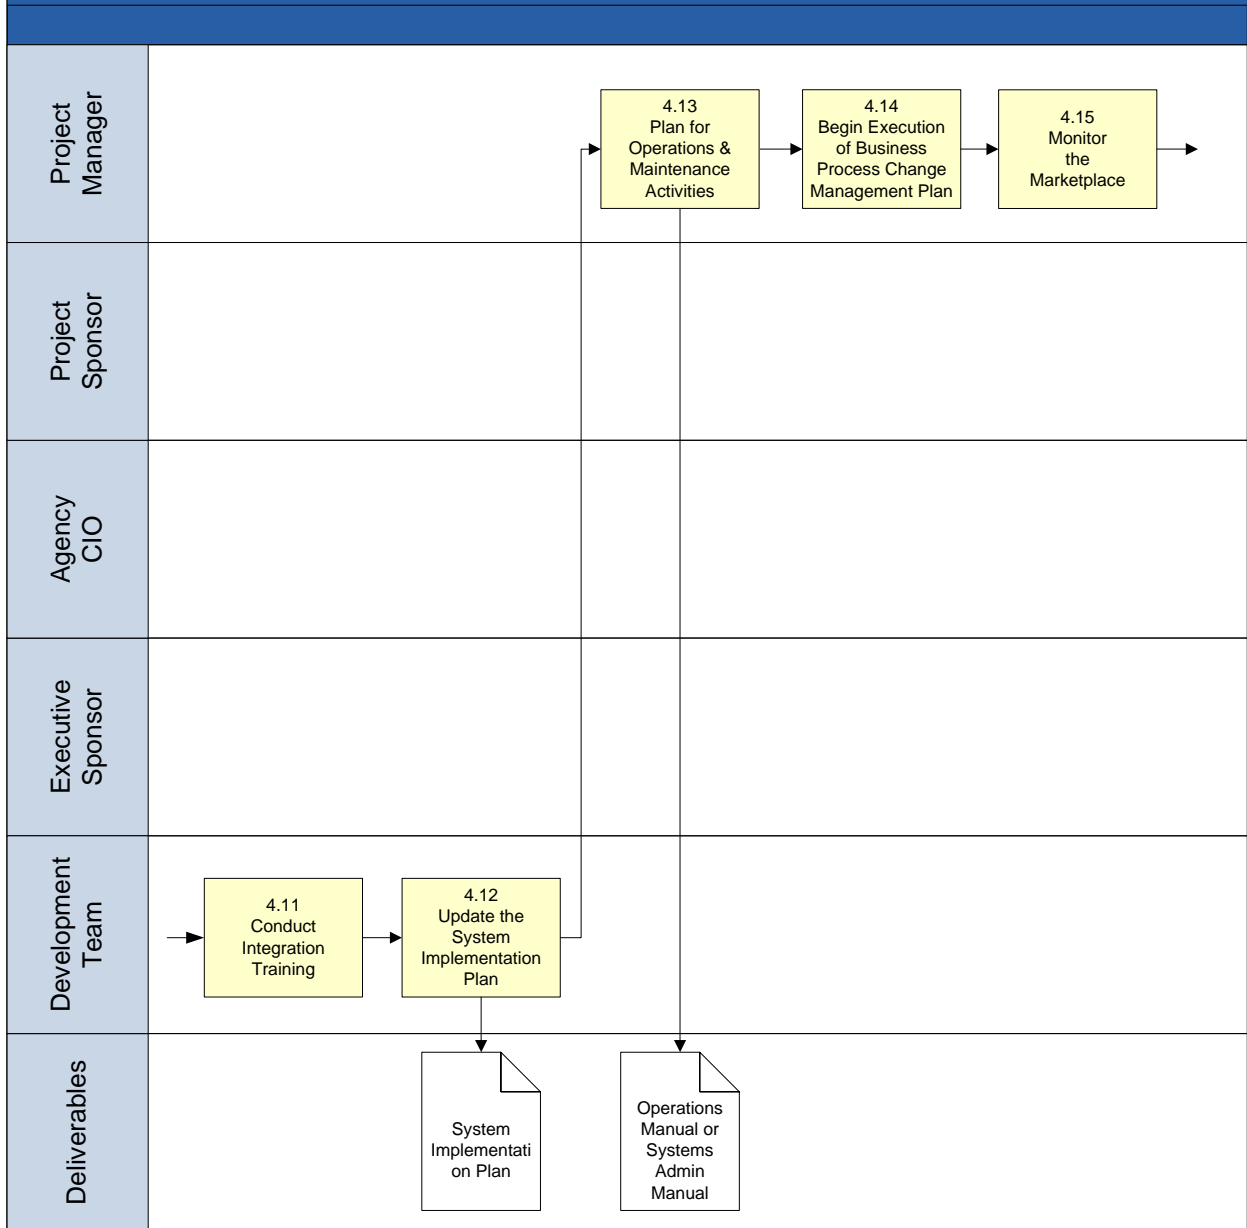 Project
Manager
4.13
Plan for
Operations &
Maintenance
Activities
4.14
Begin Execution
of Business
Process Change
Management Plan
4.15
Monitor
the
Marketplace
Project
Sponsor
Agency
CIO
Executive
Sponsor
Development
Team
4.11
Conduct
Integration
Training
4.12
Update the
System
Implementation
Plan
Deliverables
System
Implementati
on Plan
Operations
Manual or
Systems
Admin
Manual